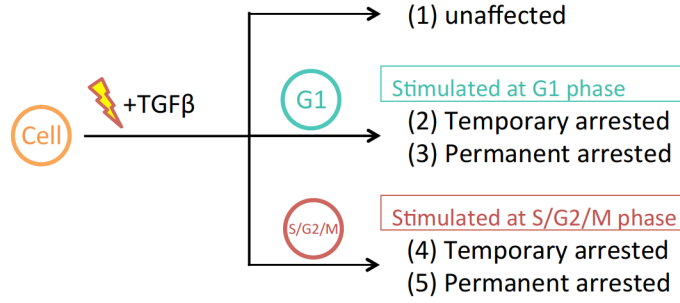 (1) unaffected
Cell
+TGFβ
G1
Stimulated at G1 phase
(2) Temporary arrested
(3) Permanent arrested
S/G2/M
Stimulated at S/G2/M phase
(4) Temporary arrested
(5) Permanent arrested